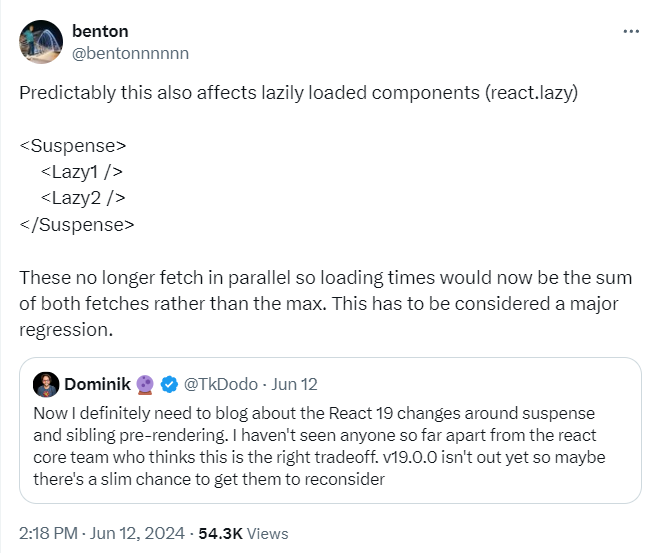 benton
@bentonnnnnn
Predictably this also affects lazily loaded components (react.lazy)
<Suspense>
<Lazy1 />
<Lazy2 />
</Suspense>
These no longer fetch in parallel so loading times would now be the sum
of both fetches rather than the max. This has to be considered a major
regression.
Dominik @TkDodo · Jun 12
Now I definitely need to blog about the React 19 changes around suspense
and sibling pre-rendering. I haven't seen anyone so far apart from the react
core team who thinks this is the right tradeoff. v19.0.0 isn't out yet so maybe
there's a slim chance to get them to reconsider
2:18 PM · Jun 12, 2024 · 54.3K Views